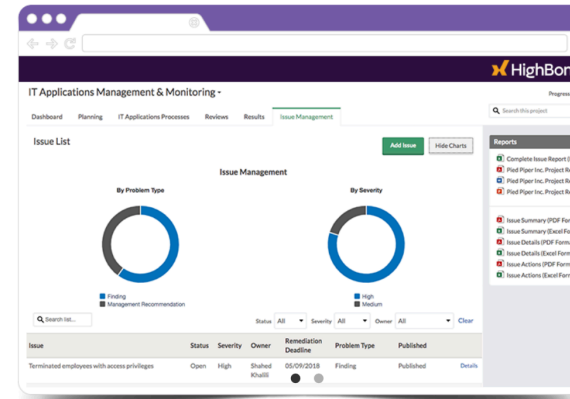 HighBon
IT Applications Management & Monitoring
Progress
Dashboard Planning IT Applications Processes Reviews Results Issue Management
Search this project
Issue List
Add Issue Hide Charts
Reports
Complete Issue Report (
Pied Piper Inc. Project Re
Pied Piper Inc. Project Re
Pied Piper Inc. Project Re
Issue Summary (PDF For
Issue Summary (Excel Fo
Issue Details (PDF Form
Issue Details (Excel Form
Issue Actions (PDF Form
Issue Actions (Excel Form
Issue Management
By Problem Type By Severity
Finding
Management Recommendation
High
Medium
Search list...
Status All Severity All Owner All Clear
Issue Status Severity Owner Remediation Deadline Problem Type Published
Terminated employees with access privileges Open High Shahed Khalili 05/09/2018 Finding Published Details